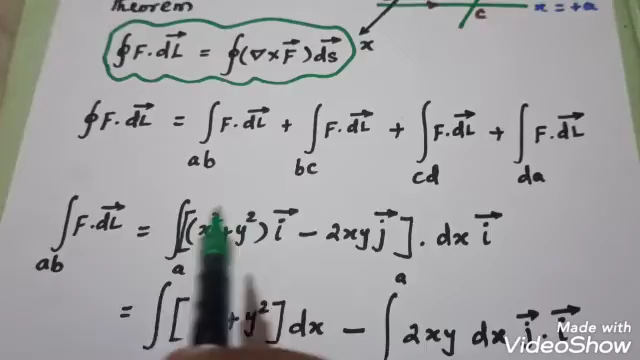 Theorem
C x = +a
x
∮F.dL⃗ = ∮(∇×F⃗)ds⃗
∮F.dL⃗ = ∫F.dL⃗ + ∫F.dL⃗ + ∫F.dL⃗ + ∫F.dL⃗
ab bc cd da
∫F.dL⃗ = ∫[(x²+y²)i⃗ − 2xyj⃗]. dx i⃗
ab a a
= ∫[ +y²]dx − ∫2xy dx j⃗.i⃗
Made with
VideoShow